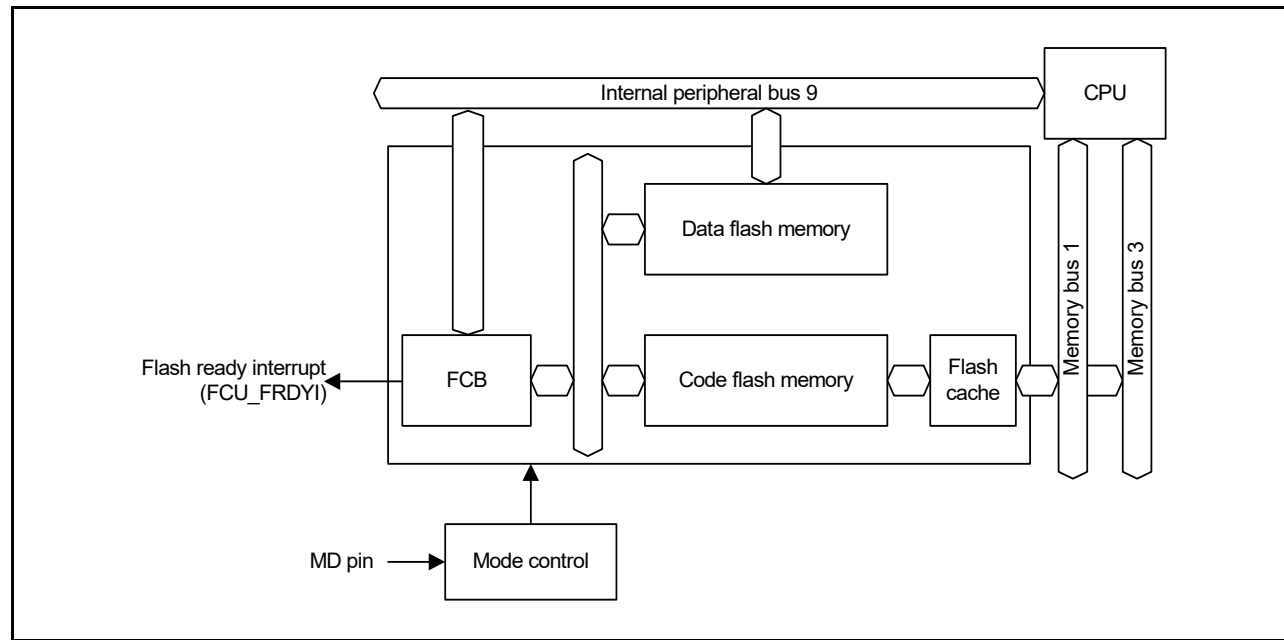 Internal peripheral bus 9
CPU
Data flash memory
Memory bus 1
Memory bus 3
Flash ready interrupt
(FCU_FRDYI)
FCB
Code flash memory
Flash
cache
MD pin
Mode control